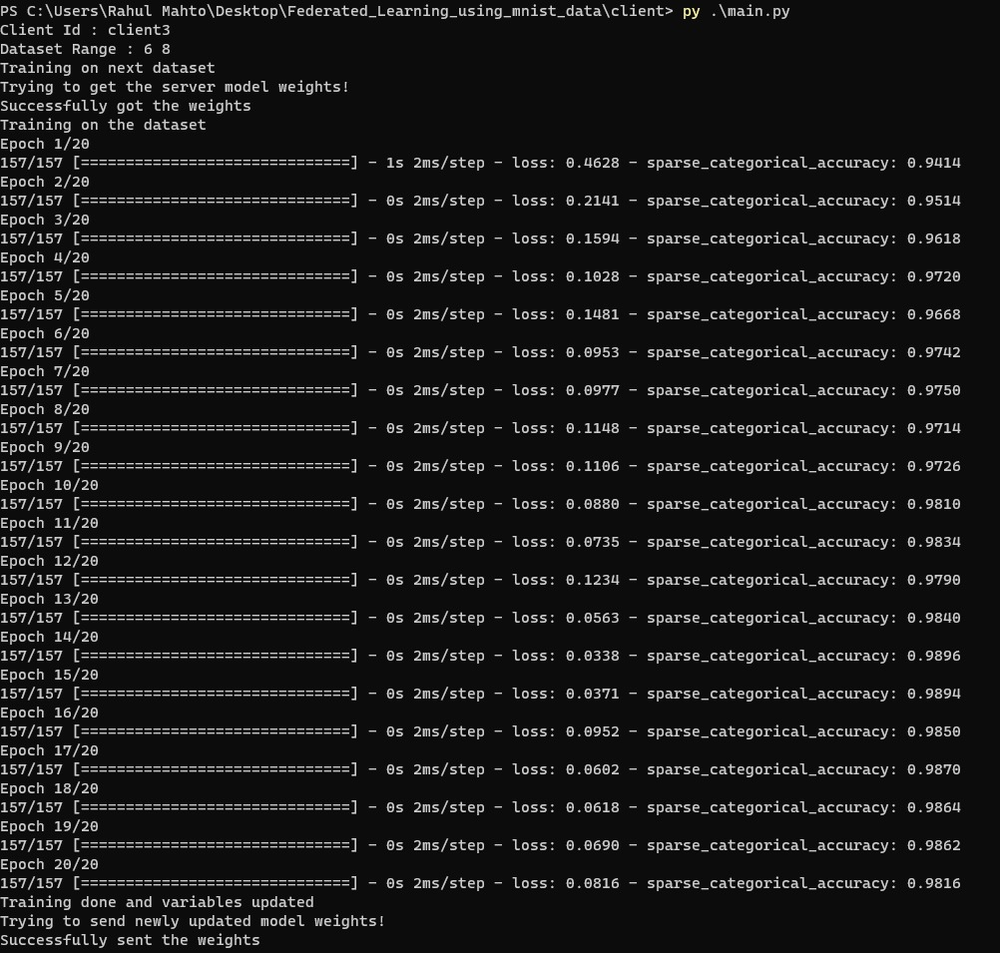 PS C:\Users\Rahul Mahto\Desktop\Federated_Learning_using_mnist_data\client> py .\main.py
Client Id : client3
Dataset Range : 6 8
Training on next dataset
Trying to get the server model weights!
Successfully got the weights
Training on the dataset
Epoch 1/20
157/157 [==============================] - 1s 2ms/step - loss: 0.4628 - sparse_categorical_accuracy: 0.9414
Epoch 2/20
157/157 [==============================] - 0s 2ms/step - loss: 0.2141 - sparse_categorical_accuracy: 0.9514
Epoch 3/20
157/157 [==============================] - 0s 2ms/step - loss: 0.1594 - sparse_categorical_accuracy: 0.9618
Epoch 4/20
157/157 [==============================] - 0s 2ms/step - loss: 0.1028 - sparse_categorical_accuracy: 0.9720
Epoch 5/20
157/157 [==============================] - 0s 2ms/step - loss: 0.1481 - sparse_categorical_accuracy: 0.9668
Epoch 6/20
157/157 [==============================] - 0s 2ms/step - loss: 0.0953 - sparse_categorical_accuracy: 0.9742
Epoch 7/20
157/157 [==============================] - 0s 2ms/step - loss: 0.0977 - sparse_categorical_accuracy: 0.9750
Epoch 8/20
157/157 [==============================] - 0s 2ms/step - loss: 0.1148 - sparse_categorical_accuracy: 0.9714
Epoch 9/20
157/157 [==============================] - 0s 2ms/step - loss: 0.1106 - sparse_categorical_accuracy: 0.9726
Epoch 10/20
157/157 [==============================] - 0s 2ms/step - loss: 0.0880 - sparse_categorical_accuracy: 0.9810
Epoch 11/20
157/157 [==============================] - 0s 2ms/step - loss: 0.0735 - sparse_categorical_accuracy: 0.9834
Epoch 12/20
157/157 [==============================] - 0s 2ms/step - loss: 0.1234 - sparse_categorical_accuracy: 0.9790
Epoch 13/20
157/157 [==============================] - 0s 2ms/step - loss: 0.0563 - sparse_categorical_accuracy: 0.9840
Epoch 14/20
157/157 [==============================] - 0s 2ms/step - loss: 0.0338 - sparse_categorical_accuracy: 0.9896
Epoch 15/20
157/157 [==============================] - 0s 2ms/step - loss: 0.0371 - sparse_categorical_accuracy: 0.9894
Epoch 16/20
157/157 [==============================] - 0s 2ms/step - loss: 0.0952 - sparse_categorical_accuracy: 0.9850
Epoch 17/20
157/157 [==============================] - 0s 2ms/step - loss: 0.0602 - sparse_categorical_accuracy: 0.9870
Epoch 18/20
157/157 [==============================] - 0s 2ms/step - loss: 0.0618 - sparse_categorical_accuracy: 0.9864
Epoch 19/20
157/157 [==============================] - 0s 2ms/step - loss: 0.0690 - sparse_categorical_accuracy: 0.9862
Epoch 20/20
157/157 [==============================] - 0s 2ms/step - loss: 0.0816 - sparse_categorical_accuracy: 0.9816
Training done and variables updated
Trying to send newly updated model weights!
Successfully sent the weights